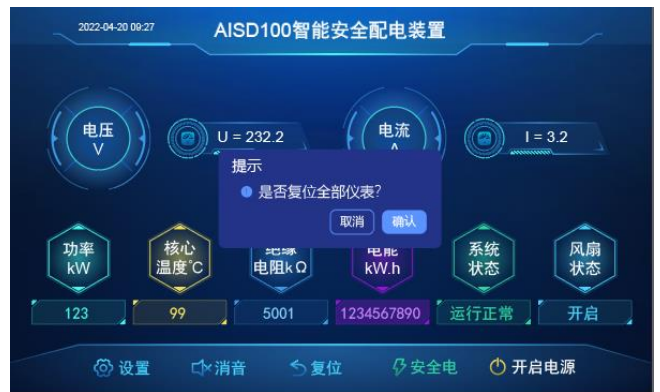 2022-04-20 09:27
AISD100智能安全配电装置
电压
V
U = 232.2
电流
A
I = 3.2
提示
是否复位全部仪表?
取消
确认
功率
kW
核心
温度°C
绝缘
电阻kΩ
电能
kW.h
系统
状态
风扇
状态
123
99
5001
1234567890
运行正常
开启
设置
消音
复位
安全电
开启电源